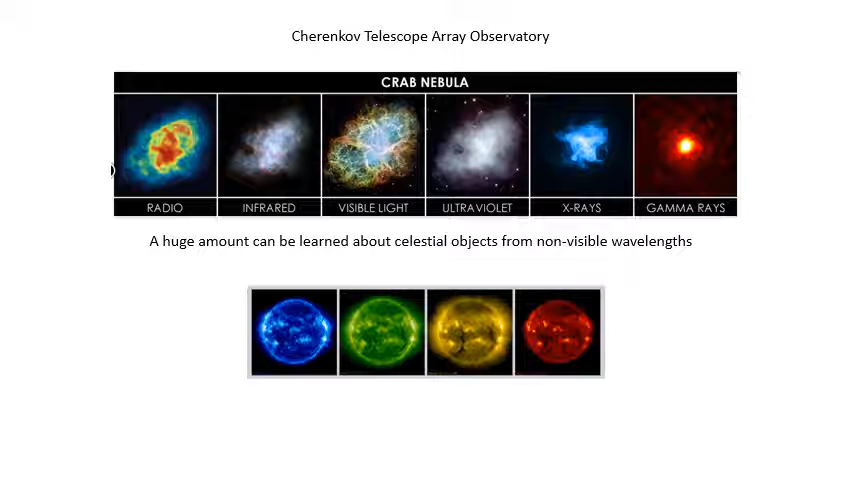 Cherenkov Telescope Array Observatory
CRAB NEBULA
RADIO INFRARED VISIBLE LIGHT ULTRAVIOLET X-RAYS GAMMA RAYS
A huge amount can be learned about celestial objects from non-visible wavelengths